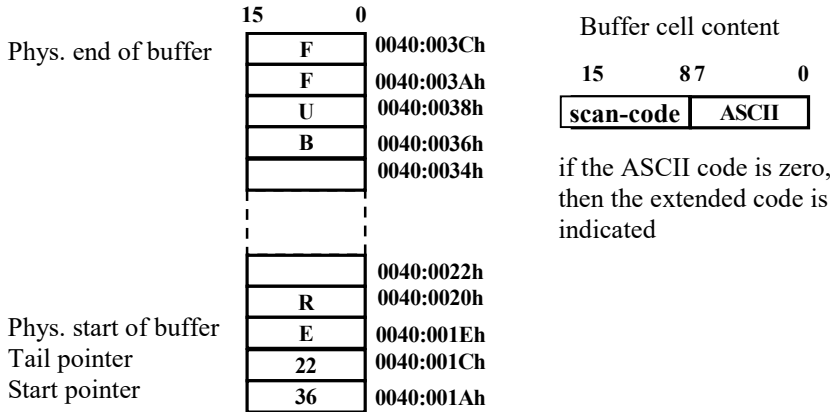 15 0
Phys. end of buffer F 0040:003Ch
F 0040:003Ah
U 0040:0038h
B 0040:0036h
0040:0034h
0040:0022h
R 0040:0020h
Phys. start of buffer E 0040:001Eh
Tail pointer 22 0040:001Ch
Start pointer 36 0040:001Ah
Buffer cell content
15 8 7 0
scan-code ASCII
if the ASCII code is zero,
then the extended code is
indicated